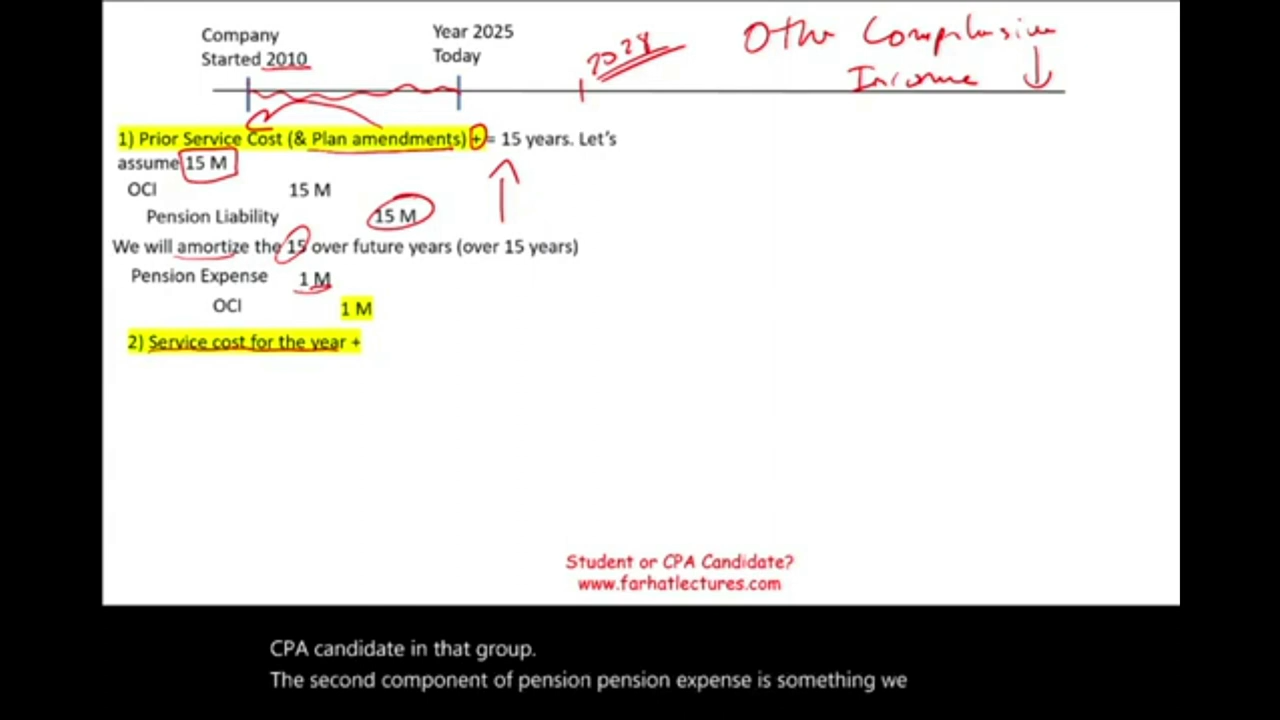 Company
Started 2010
Year 2025
Today
2028
Other Comprehensive
Income
1) Prior Service Cost (& Plan amendments) + = 15 years. Let's
assume 15 M
OCI 15 M
Pension Liability 15 M
We will amortize the 15 over future years (over 15 years)
Pension Expense 1 M
OCI 1 M
2) Service cost for the year +
Student or CPA Candidate?
www.farhatlectures.com
CPA candidate in that group.
The second component of pension pension expense is something we